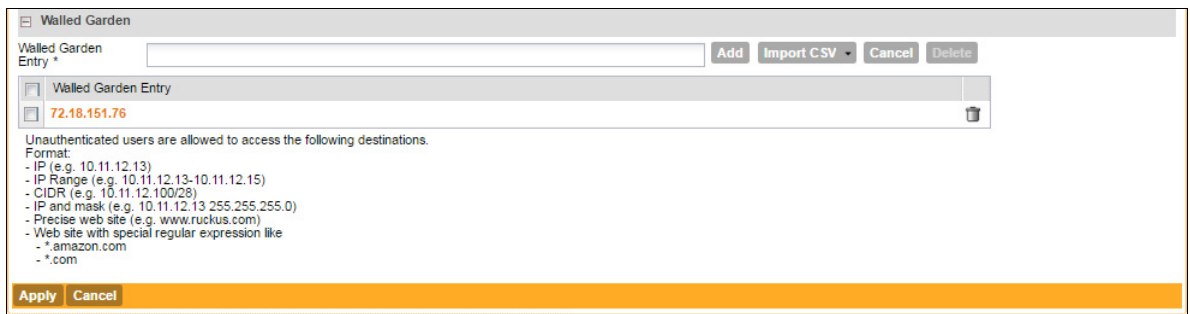 Walled Garden
Walled Garden
Entry *
Add Import CSV Cancel Delete
Walled Garden Entry
72.18.151.76
Unauthenticated users are allowed to access the following destinations.
Format:
- IP (e.g. 10.11.12.13)
- IP Range (e.g. 10.11.12.13-10.11.12.15)
- CIDR (e.g. 10.11.12.100/28)
- IP and mask (e.g. 10.11.12.13 255.255.255.0)
- Precise web site (e.g. www.ruckus.com)
- Web site with special regular expression like
- *.amazon.com
- *.com
Apply Cancel